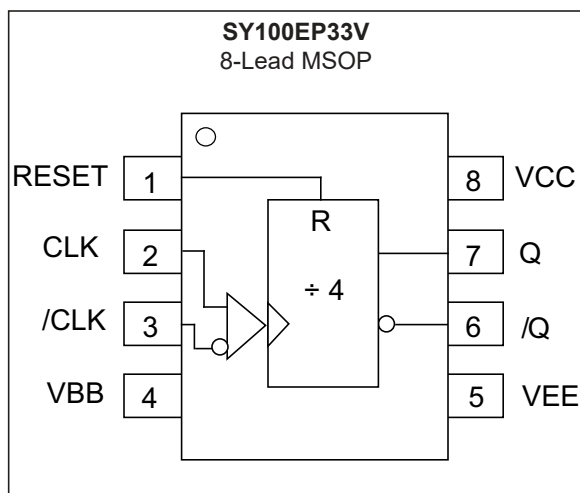 SY100EP33V
8-Lead MSOP
RESET 1 8 VCC
R
CLK 2 7 Q
÷ 4
/CLK 3 6 /Q
VBB 4 5 VEE